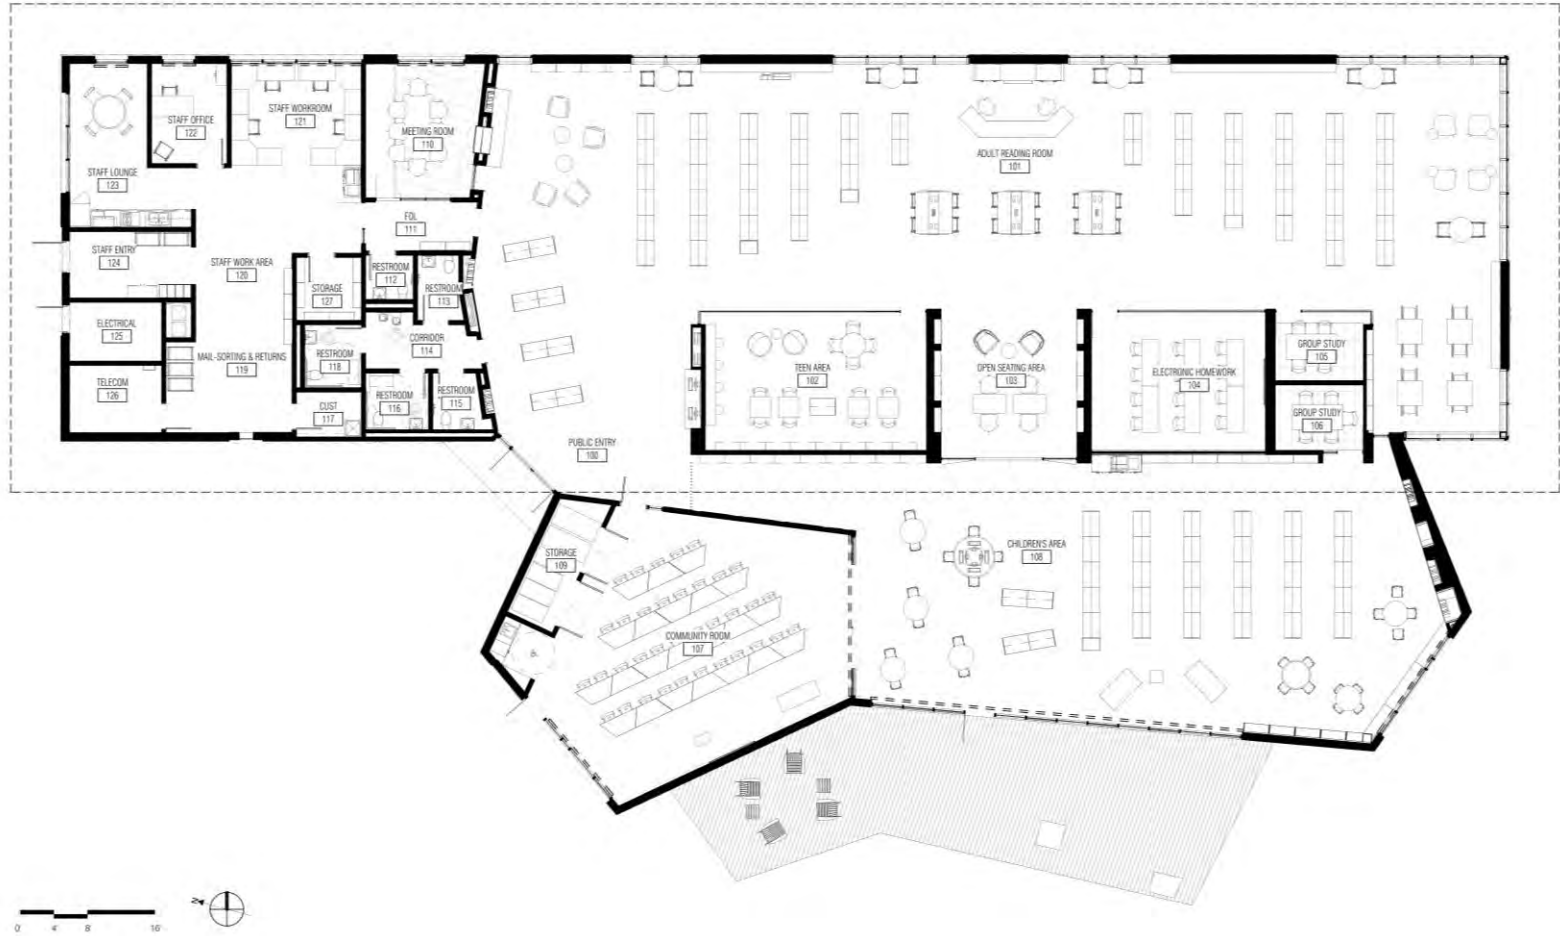 STAFF OFFICE
122
STAFF WORKROOM
121
MEETING ROOM
110
ADULT READING ROOM
101
STAFF LOUNGE
123
FOL
111
STAFF ENTRY
124
STAFF WORK AREA
120
RESTROOM
112
RESTROOM
113
STORAGE
127
ELECTRICAL
125
CORRIDOR
114
MAIL-SORTING & RETURNS
119
RESTROOM
118
TELECOM
126
RESTROOM
116
RESTROOM
115
CUST
117
TEEN AREA
102
OPEN SEATING AREA
103
ELECTRONIC HOMEWORK
104
GROUP STUDY
105
GROUP STUDY
106
PUBLIC ENTRY
100
STORAGE
109
CHILDREN'S AREA
108
COMMUNITY ROOM
107
N
0' 4' 8' 16'